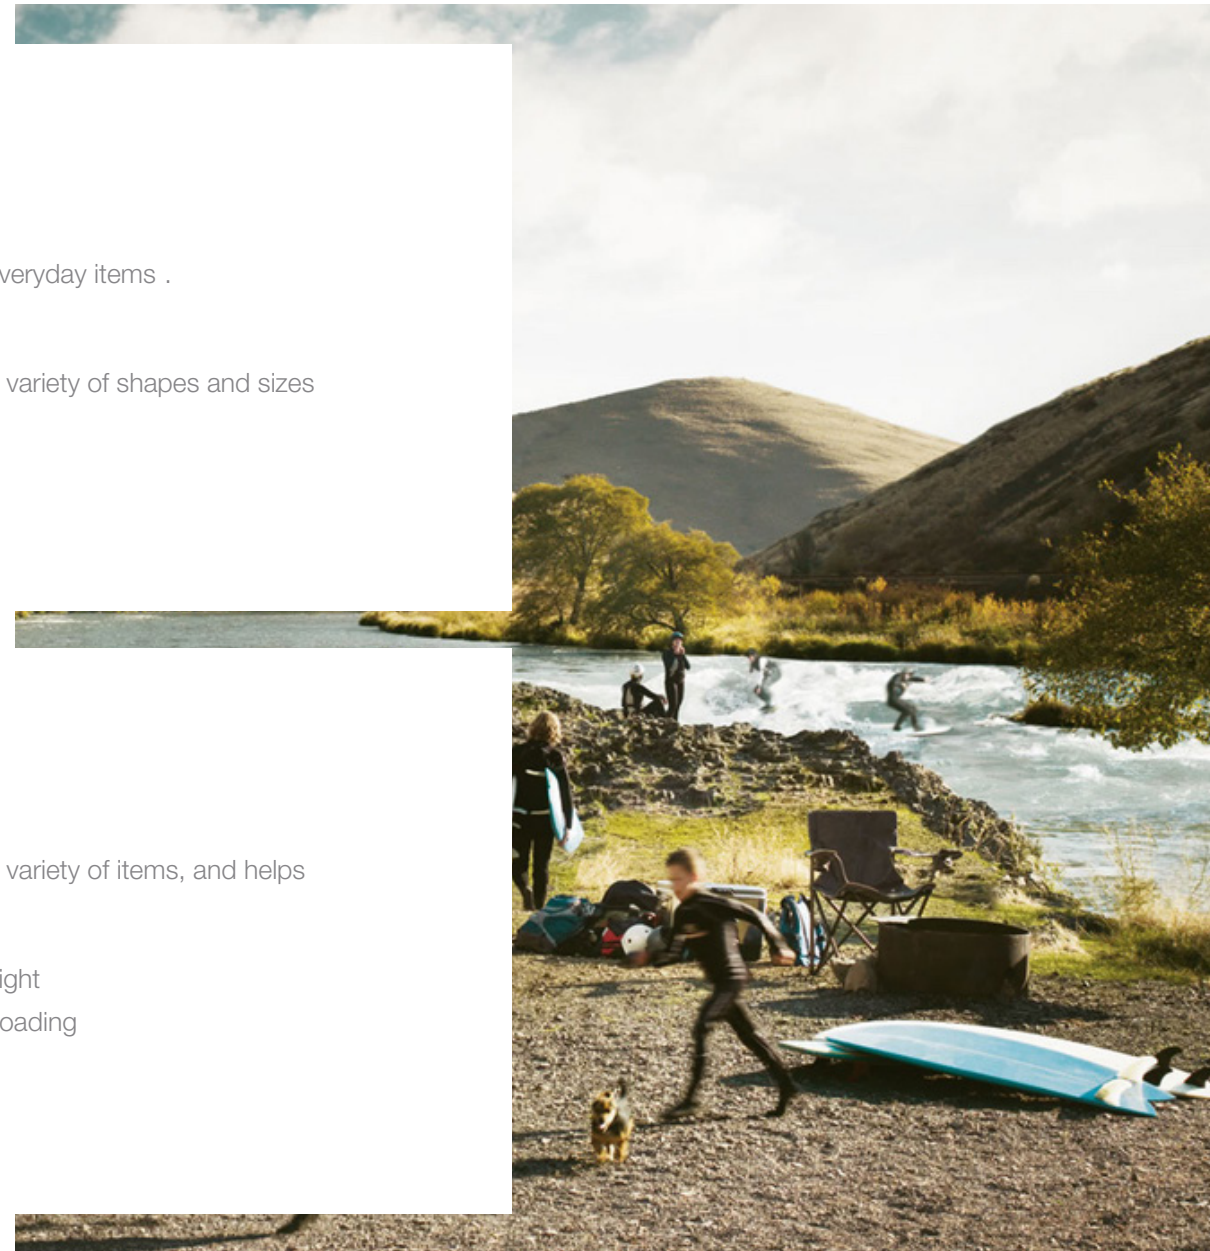 veryday items .
variety of shapes and sizes
variety of items, and helps
ight
oading